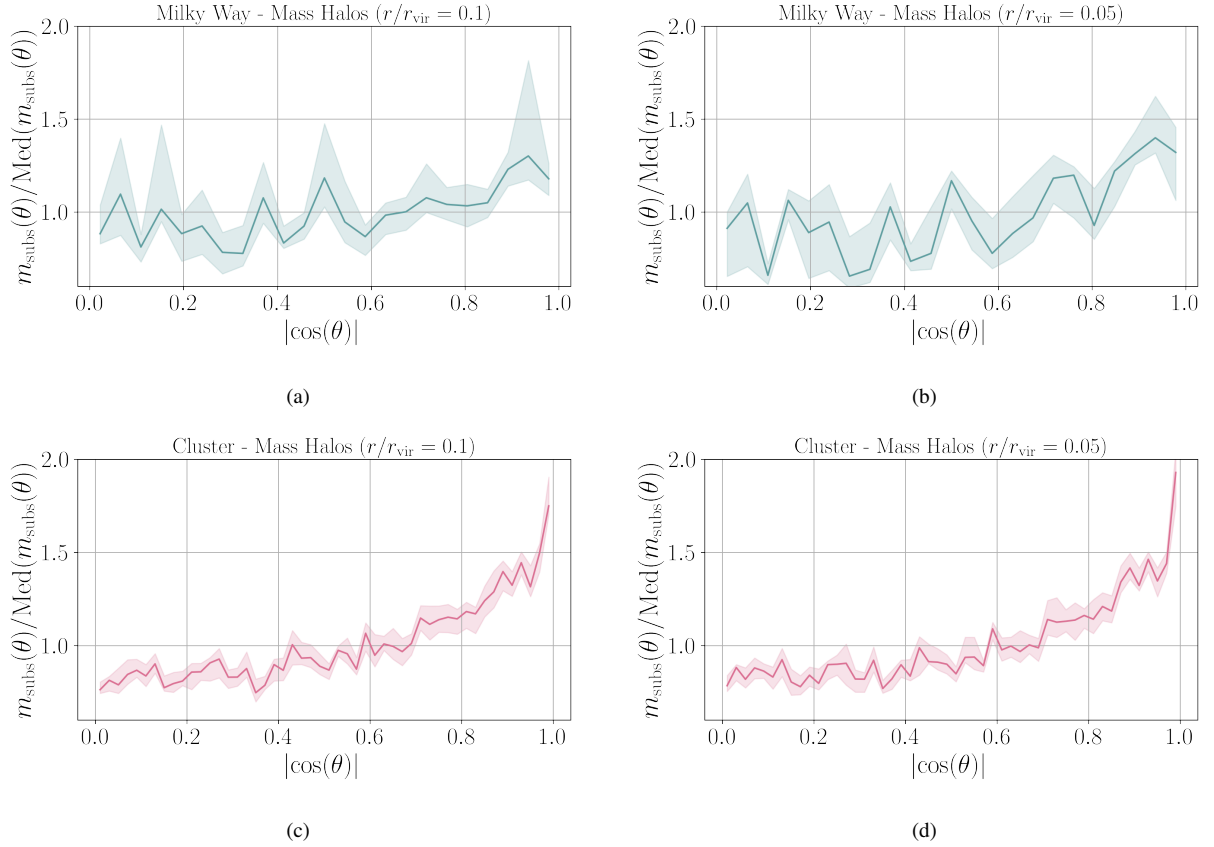 Milky Way - Mass Halos (r/r_vir = 0.1)
m_subs(θ)/Med(m_subs(θ))
2.0
1.5
1.0
0.0 0.2 0.4 0.6 0.8 1.0
|cos(θ)|
(a)
Milky Way - Mass Halos (r/r_vir = 0.05)
m_subs(θ)/Med(m_subs(θ))
2.0
1.5
1.0
0.0 0.2 0.4 0.6 0.8 1.0
|cos(θ)|
(b)
Cluster - Mass Halos (r/r_vir = 0.1)
m_subs(θ)/Med(m_subs(θ))
2.0
1.5
1.0
0.0 0.2 0.4 0.6 0.8 1.0
|cos(θ)|
(c)
Cluster - Mass Halos (r/r_vir = 0.05)
m_subs(θ)/Med(m_subs(θ))
2.0
1.5
1.0
0.0 0.2 0.4 0.6 0.8 1.0
|cos(θ)|
(d)